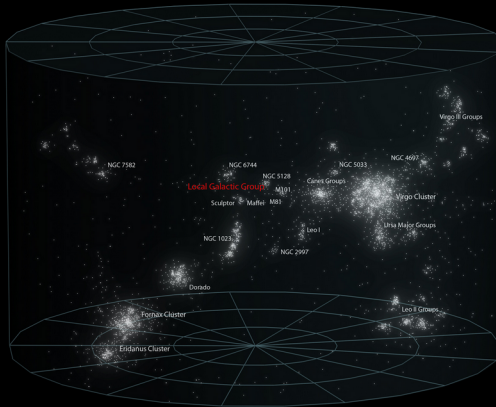 Virgo III Groups
NGC 7582
NGC 6744
NGC 5033
NGC 4697
NGC 5128
Local Galactic Group
Canes Groups
M101
Sculptor
Maffei
M81
Virgo Cluster
NGC 1023
Leo I
Ursa Major Groups
NGC 2997
Dorado
Fornax Cluster
Leo II Groups
Eridanus Cluster